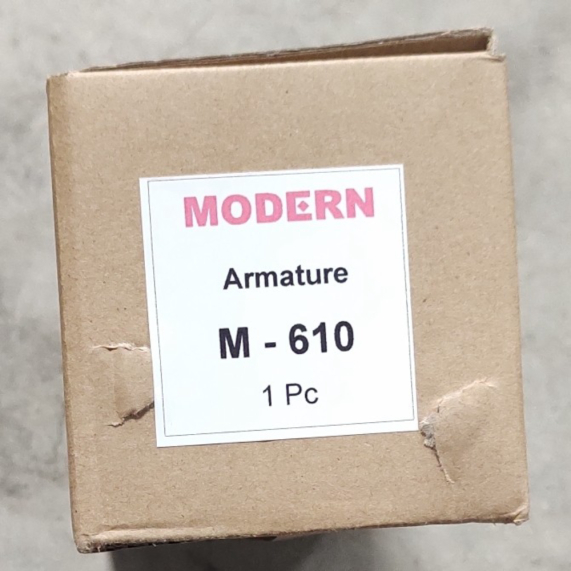 MODERN
Armature
M - 610
1 Pc